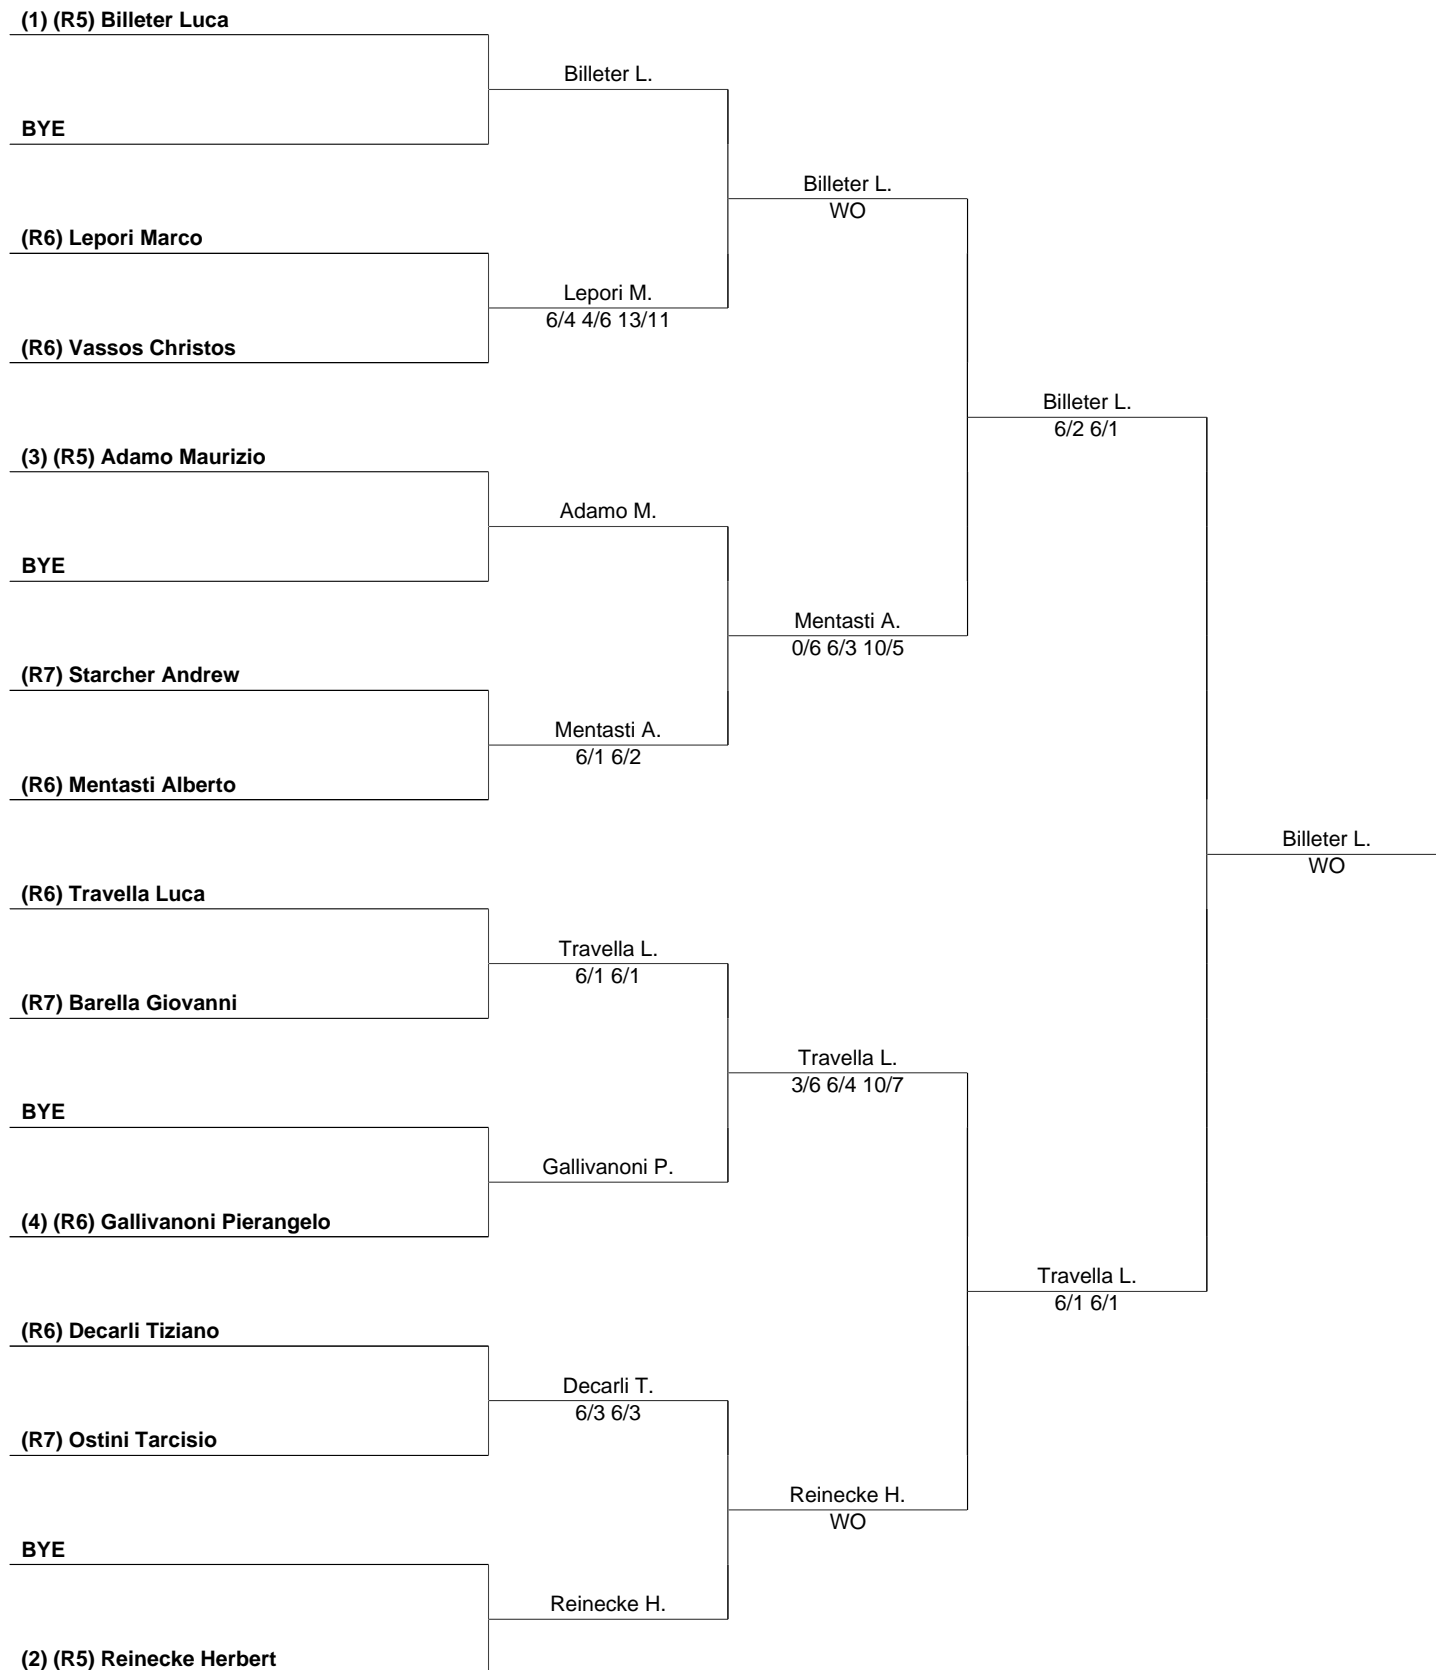 (1) (R5) Billeter Luca
Billeter L.
BYE
Billeter L.
WO
(R6) Lepori Marco
Lepori M.
6/4 4/6 13/11
(R6) Vassos Christos
Billeter L.
6/2 6/1
(3) (R5) Adamo Maurizio
Adamo M.
BYE
Mentasti A.
0/6 6/3 10/5
(R7) Starcher Andrew
Mentasti A.
6/1 6/2
(R6) Mentasti Alberto
Billeter L.
WO
(R6) Travella Luca
Travella L.
6/1 6/1
(R7) Barella Giovanni
Travella L.
3/6 6/4 10/7
BYE
Gallivanoni P.
(4) (R6) Gallivanoni Pierangelo
Travella L.
6/1 6/1
(R6) Decarli Tiziano
Decarli T.
6/3 6/3
(R7) Ostini Tarcisio
Reinecke H.
WO
BYE
Reinecke H.
(2) (R5) Reinecke Herbert